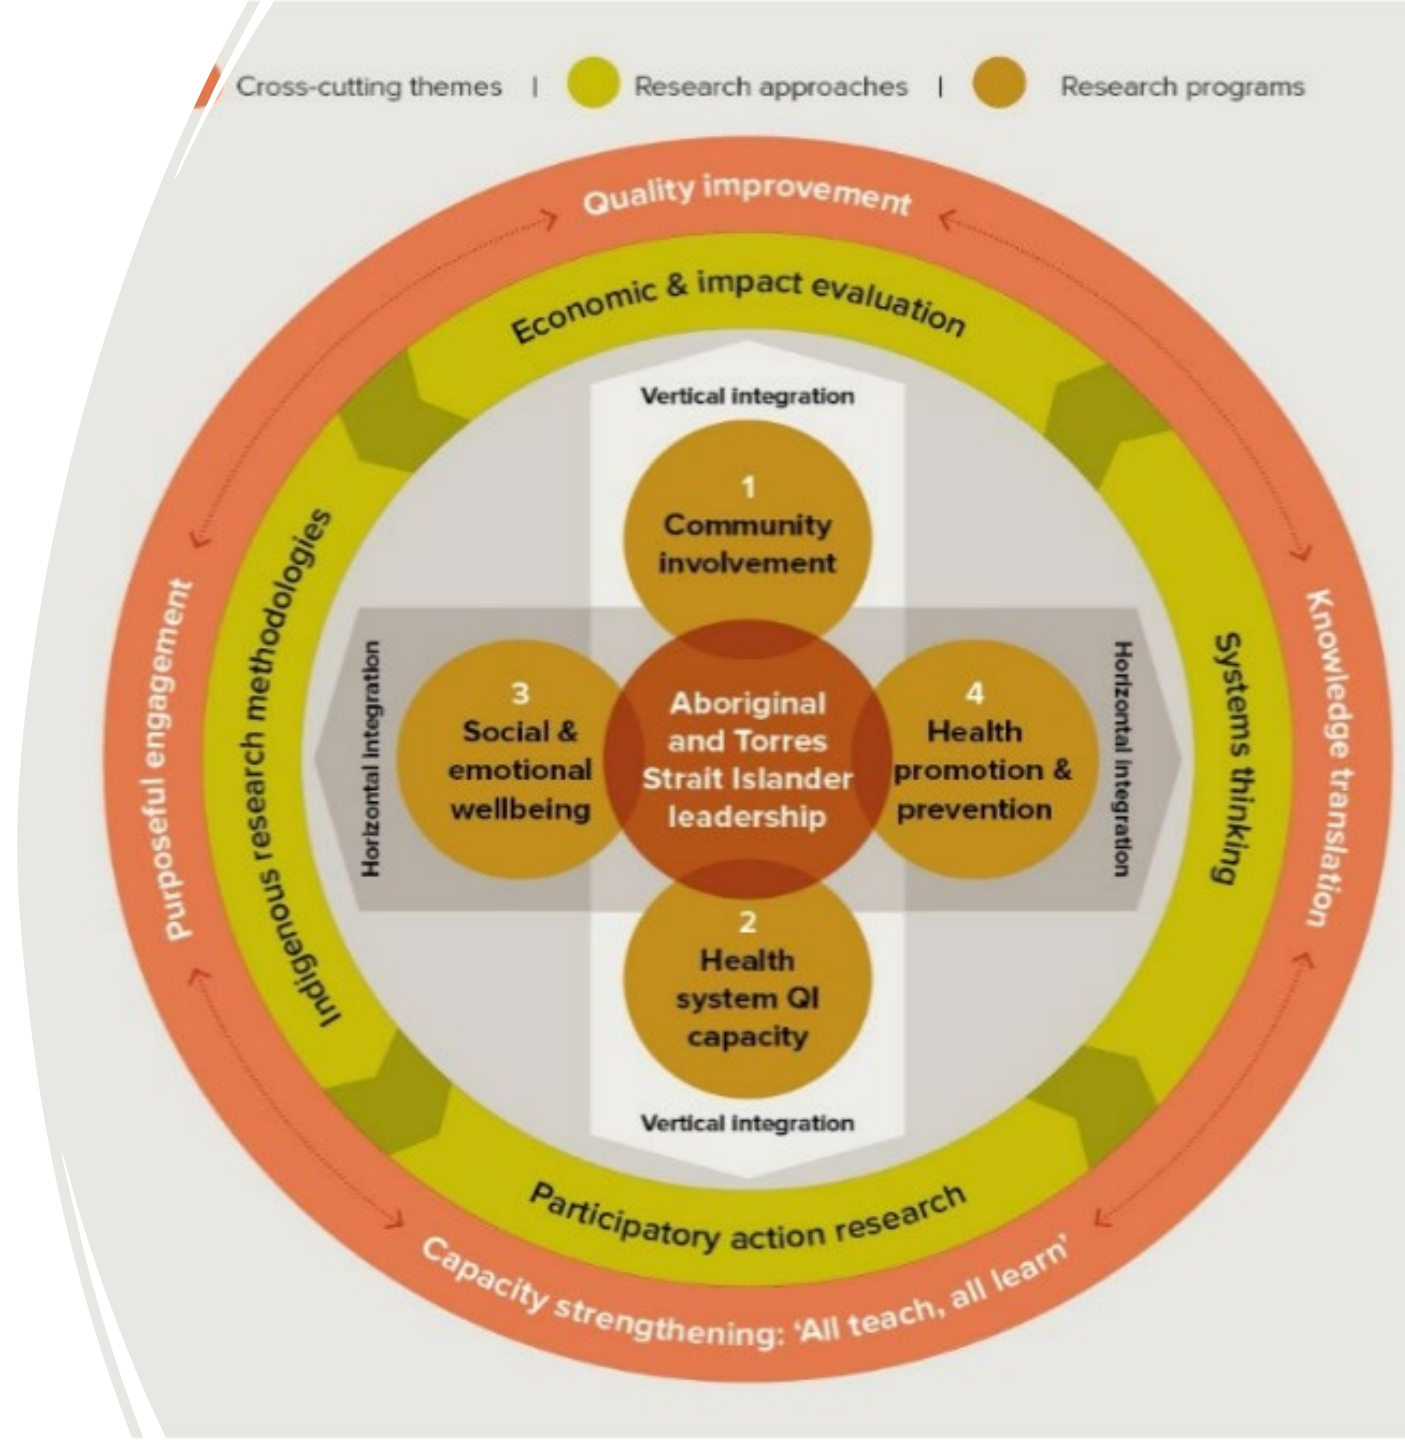 Cross-cutting themes | Research approaches | Research programs
Quality improvement
Economic & impact evaluation
Vertical integration
1
Community
involvement
Purposeful engagement
Indigenous research methodologies
Horizontal integration
3
Social &
emotional
wellbeing
Aboriginal
and Torres
Strait Islander
leadership
4
Health
promotion &
prevention
Horizontal integration
Systems thinking
Knowledge translation
2
Health
system QI
capacity
Vertical integration
Participatory action research
Capacity strengthening: ‘All teach, all learn’